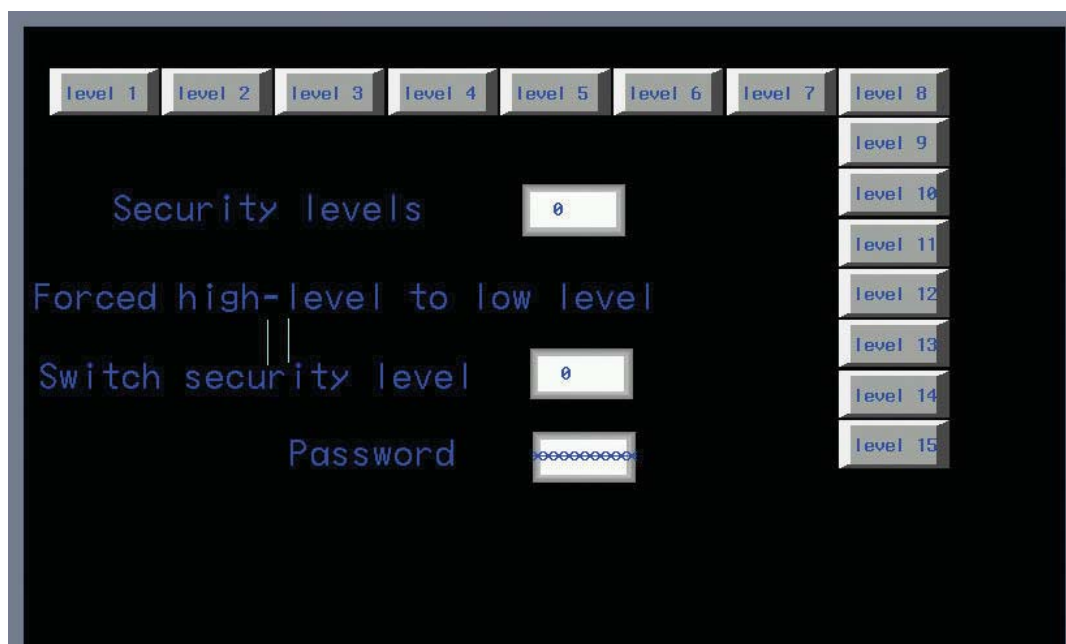 level 1 level 2 level 3 level 4 level 5 level 6 level 7 level 8
level 9
level 10
Security levels 0
level 11
Forced high-level to low level
level 12
level 13
Switch security level 0
level 14
Password ××××××××××
level 15